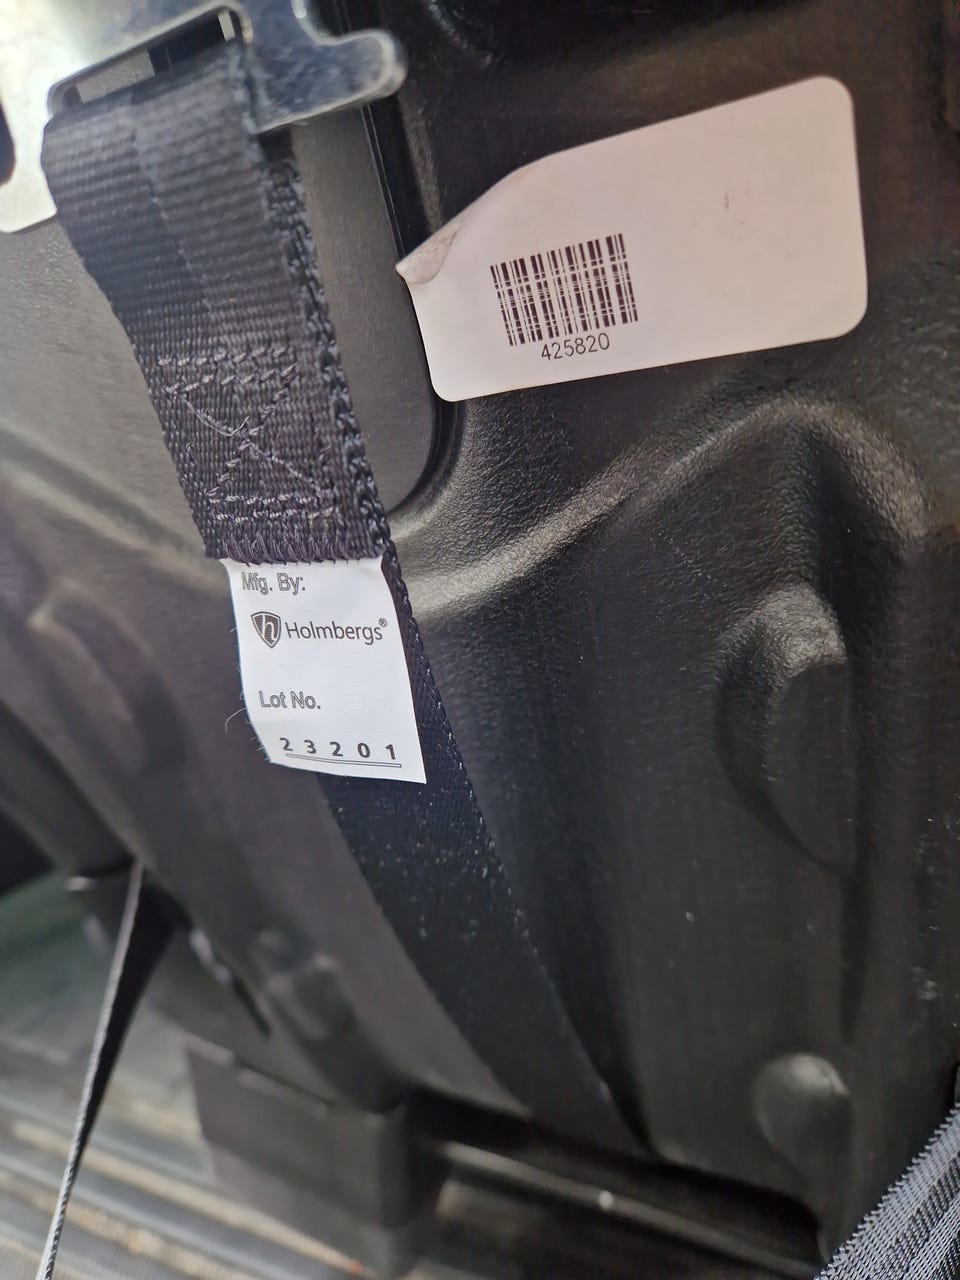 425820
Mfg. By:
Holmbergs®
Lot No.
23201